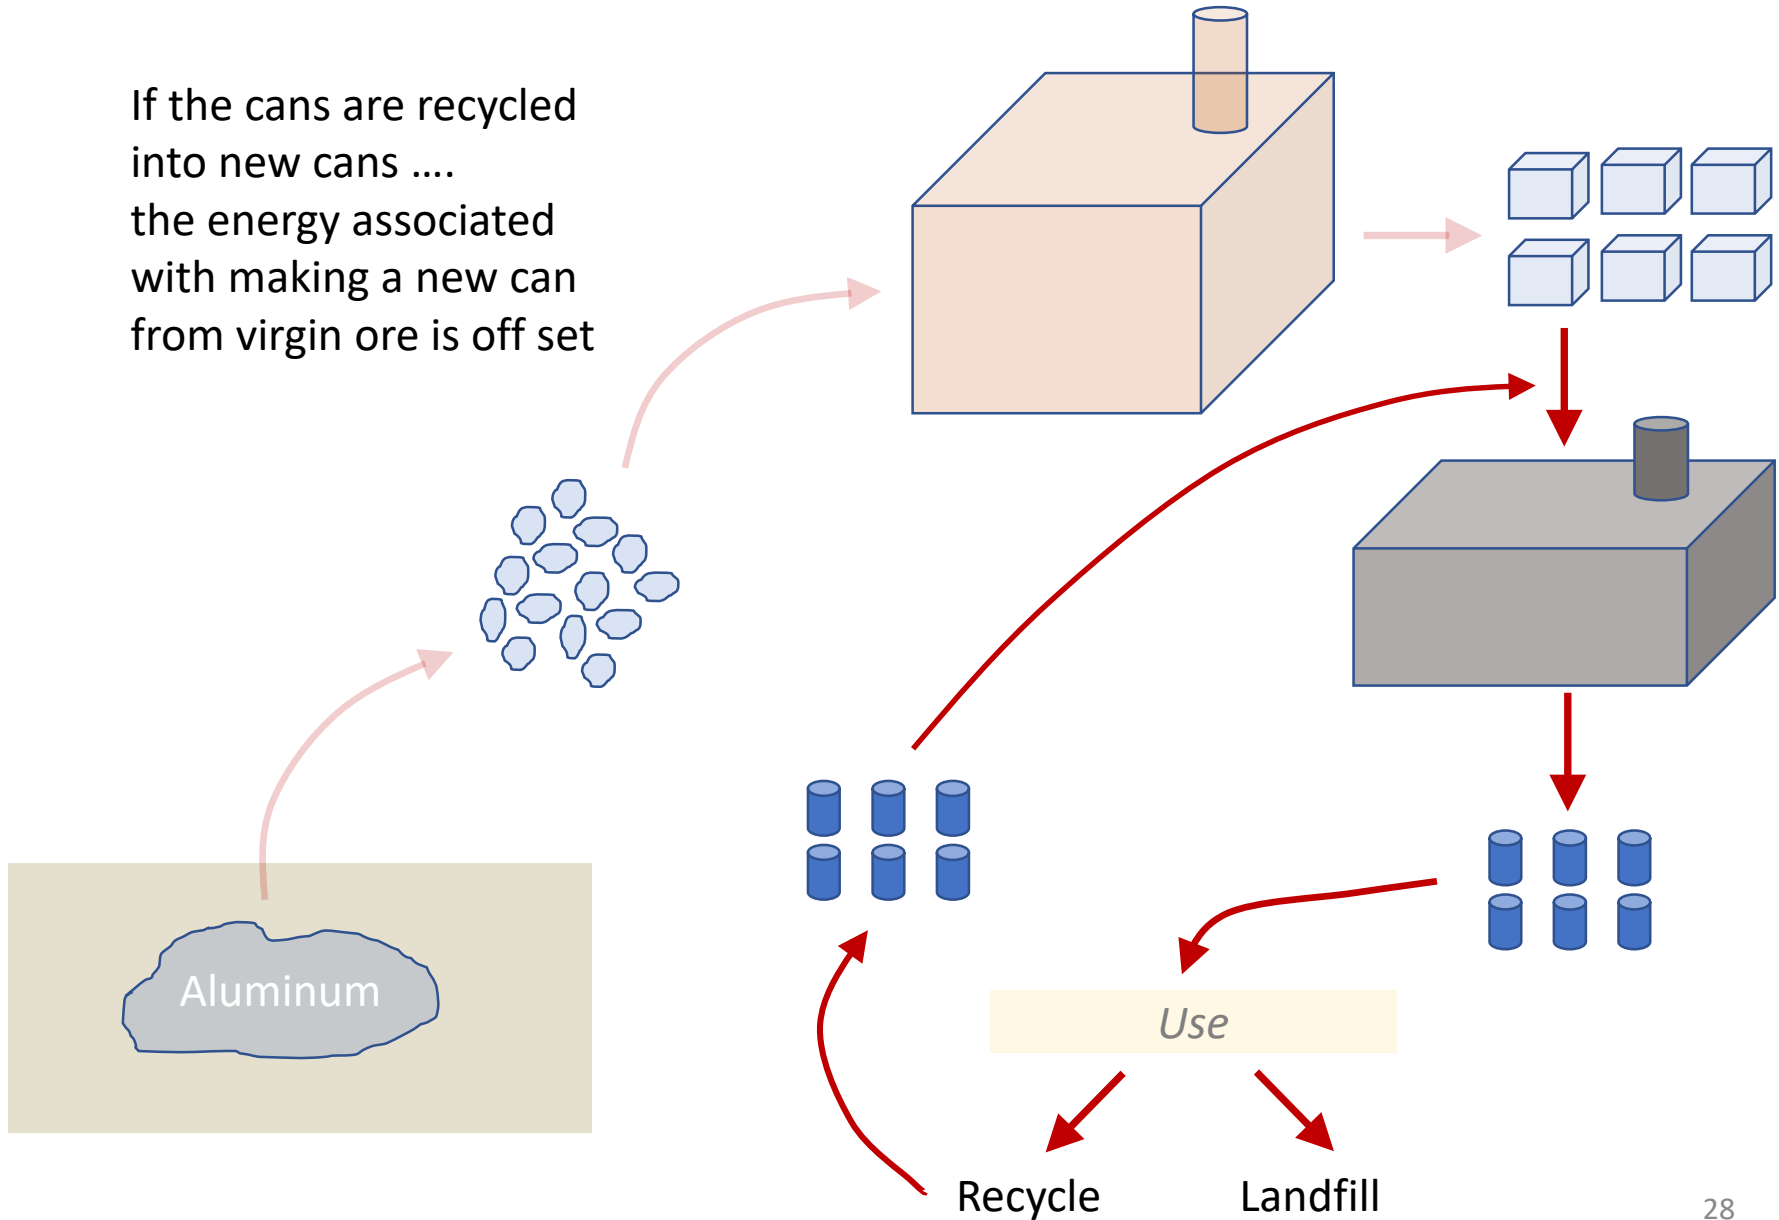 If the cans are recycled
into new cans ....
the energy associated
with making a new can
from virgin ore is off set
Aluminum
Use
Recycle
Landfill
28